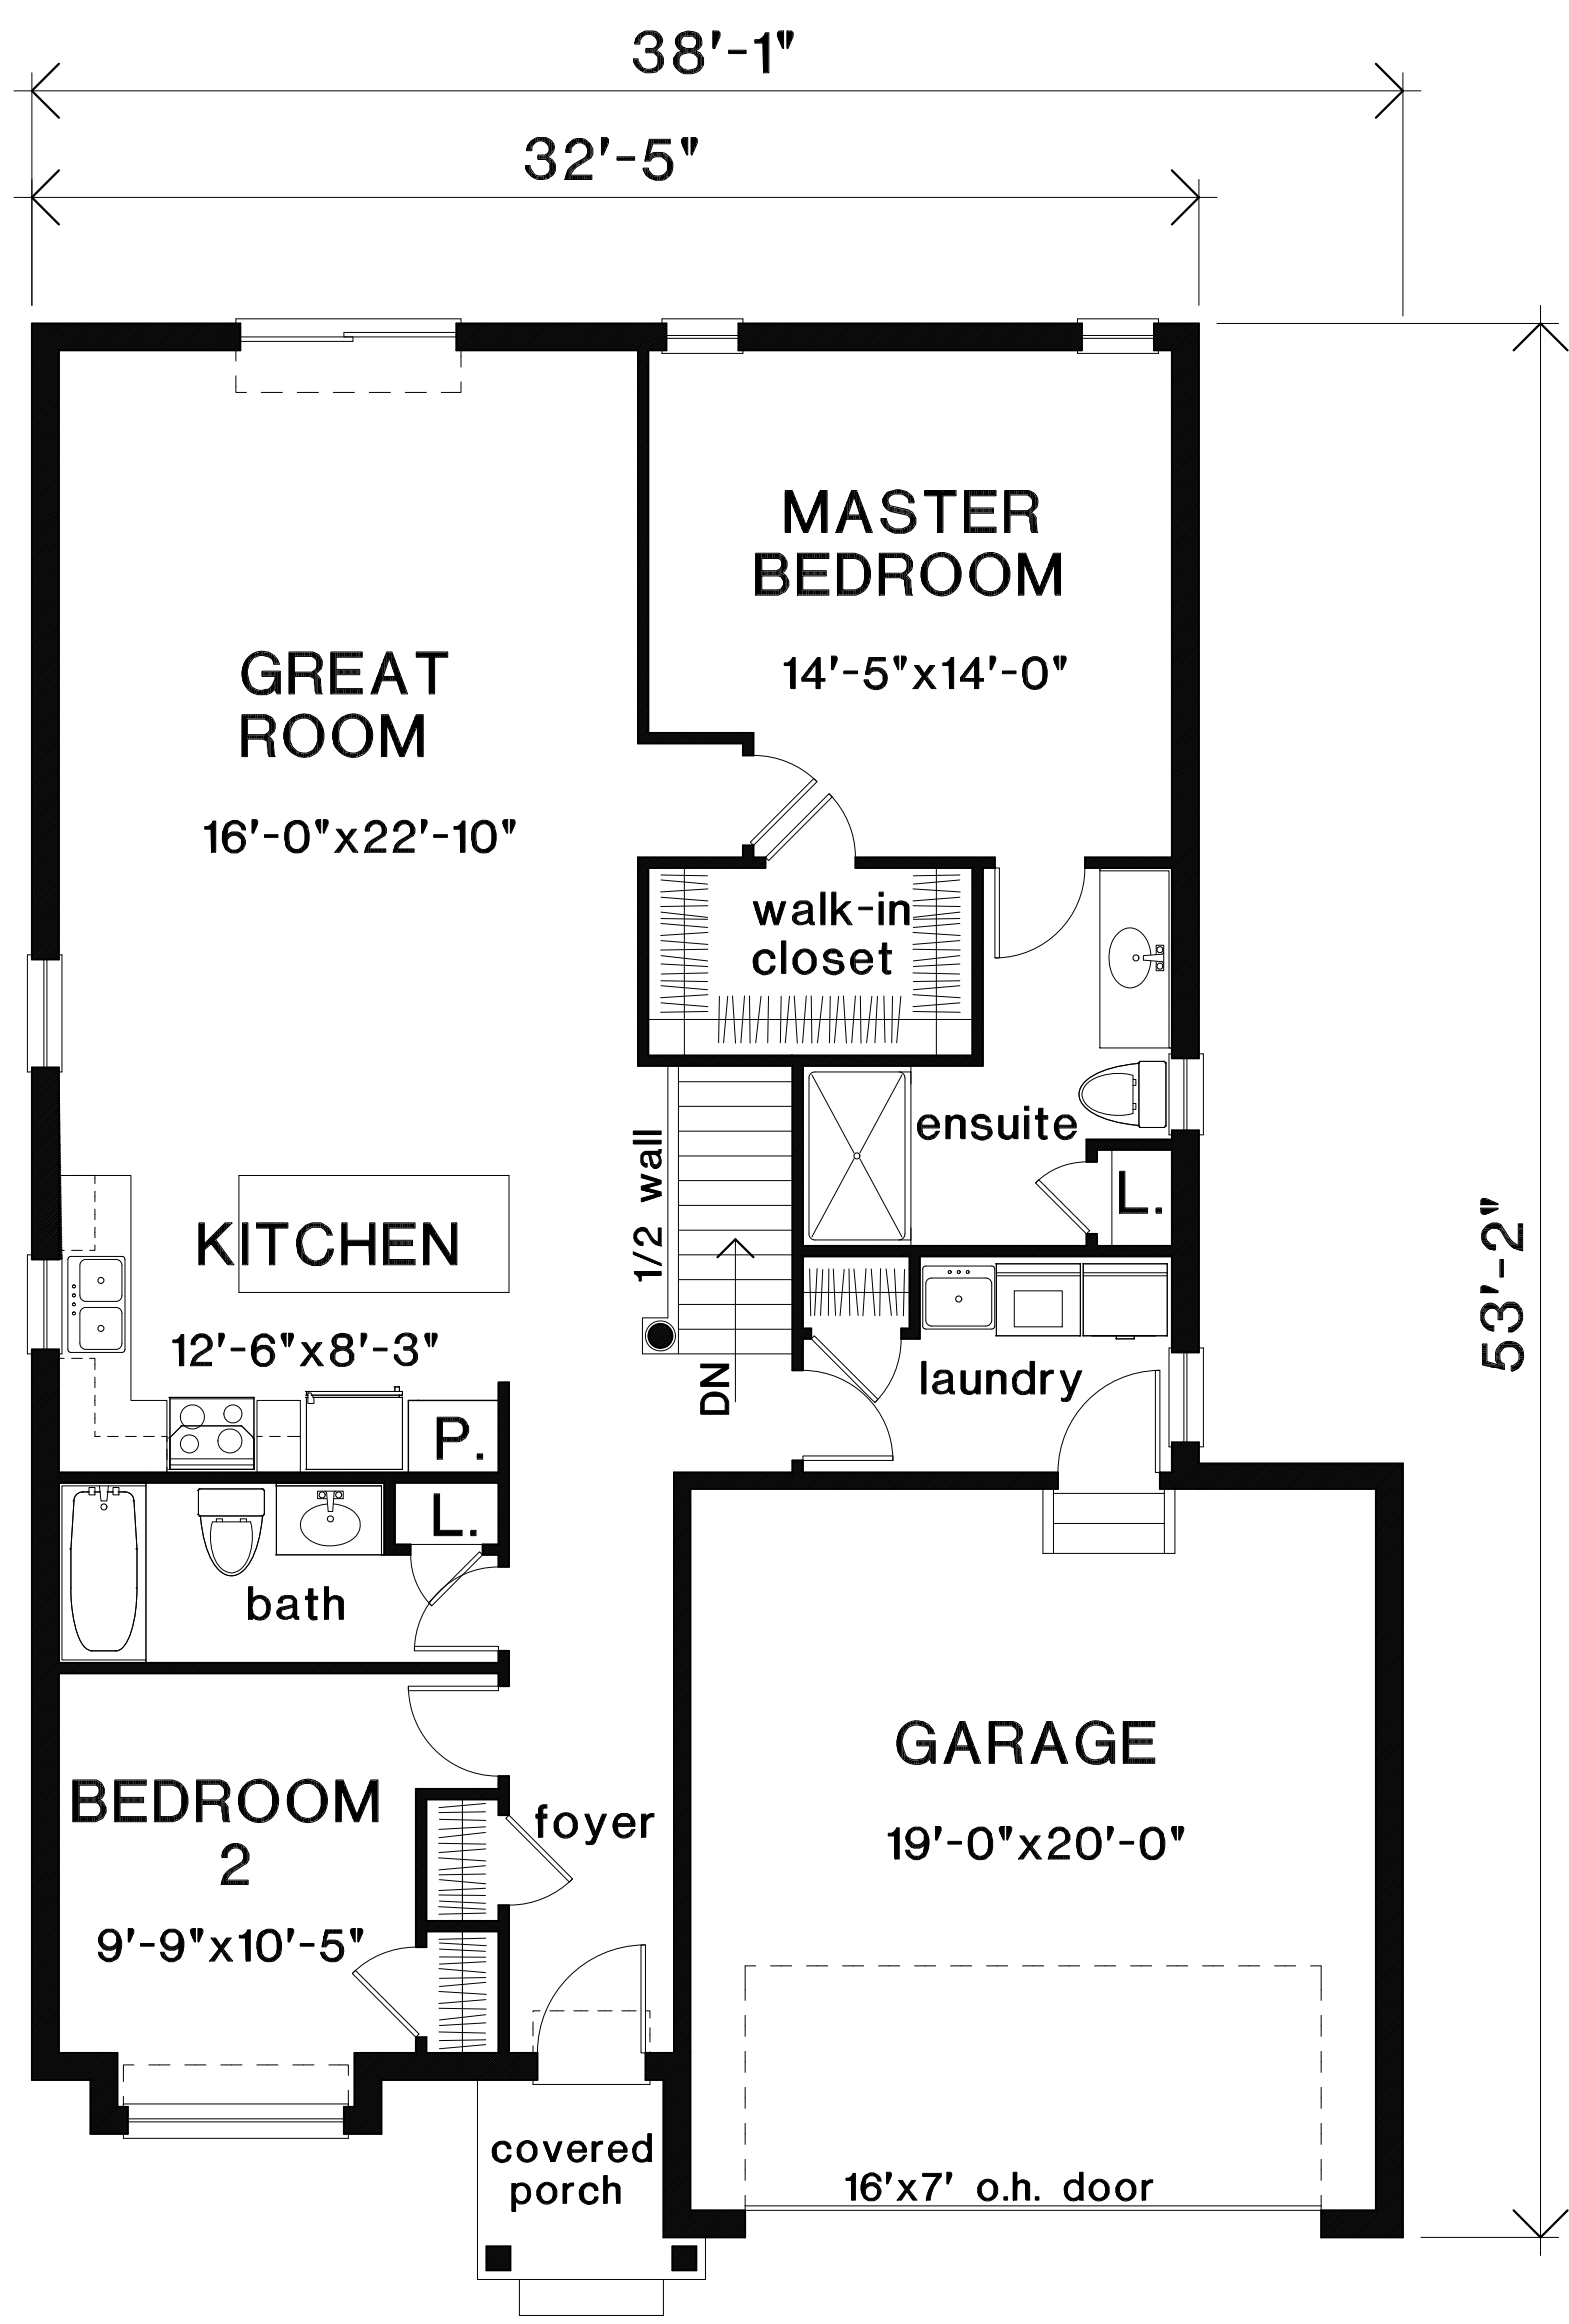 38'-1"
32'-5"
MASTER
BEDROOM
14'-5"x14'-0"
GREAT
ROOM
16'-0"x22'-10"
walk-in
closet
ensuite
L.
1/2 wall
KITCHEN
12'-6"x8'-3"
53'-2"
DN
laundry
P.
L.
bath
GARAGE
19'-0"x20'-0"
BEDROOM
2
9'-9"x10'-5"
foyer
covered
porch
16'x7' o.h. door